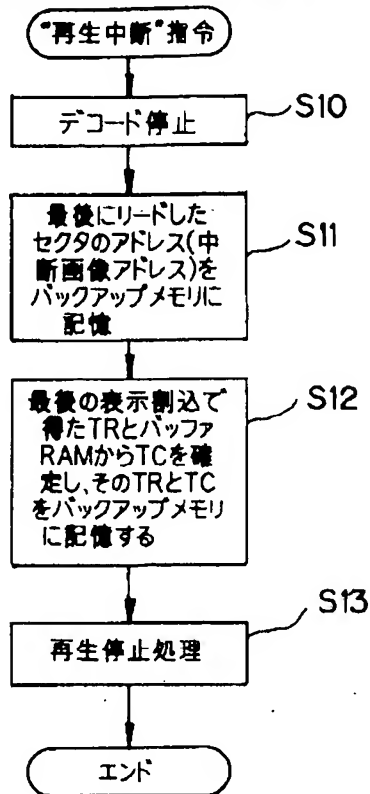 "再生中断"指令
デコード停止
S10
最後にリードした
セクタのアドレス(中
断画像アドレス)を
バックアップメモリに
記憶
S11
最後の表示割込で
得たTRとバッファ
RAMからTCを確
定し、そのTRとTC
をバックアップメモリ
に記憶する
S12
再生停止処理
S13
エンド